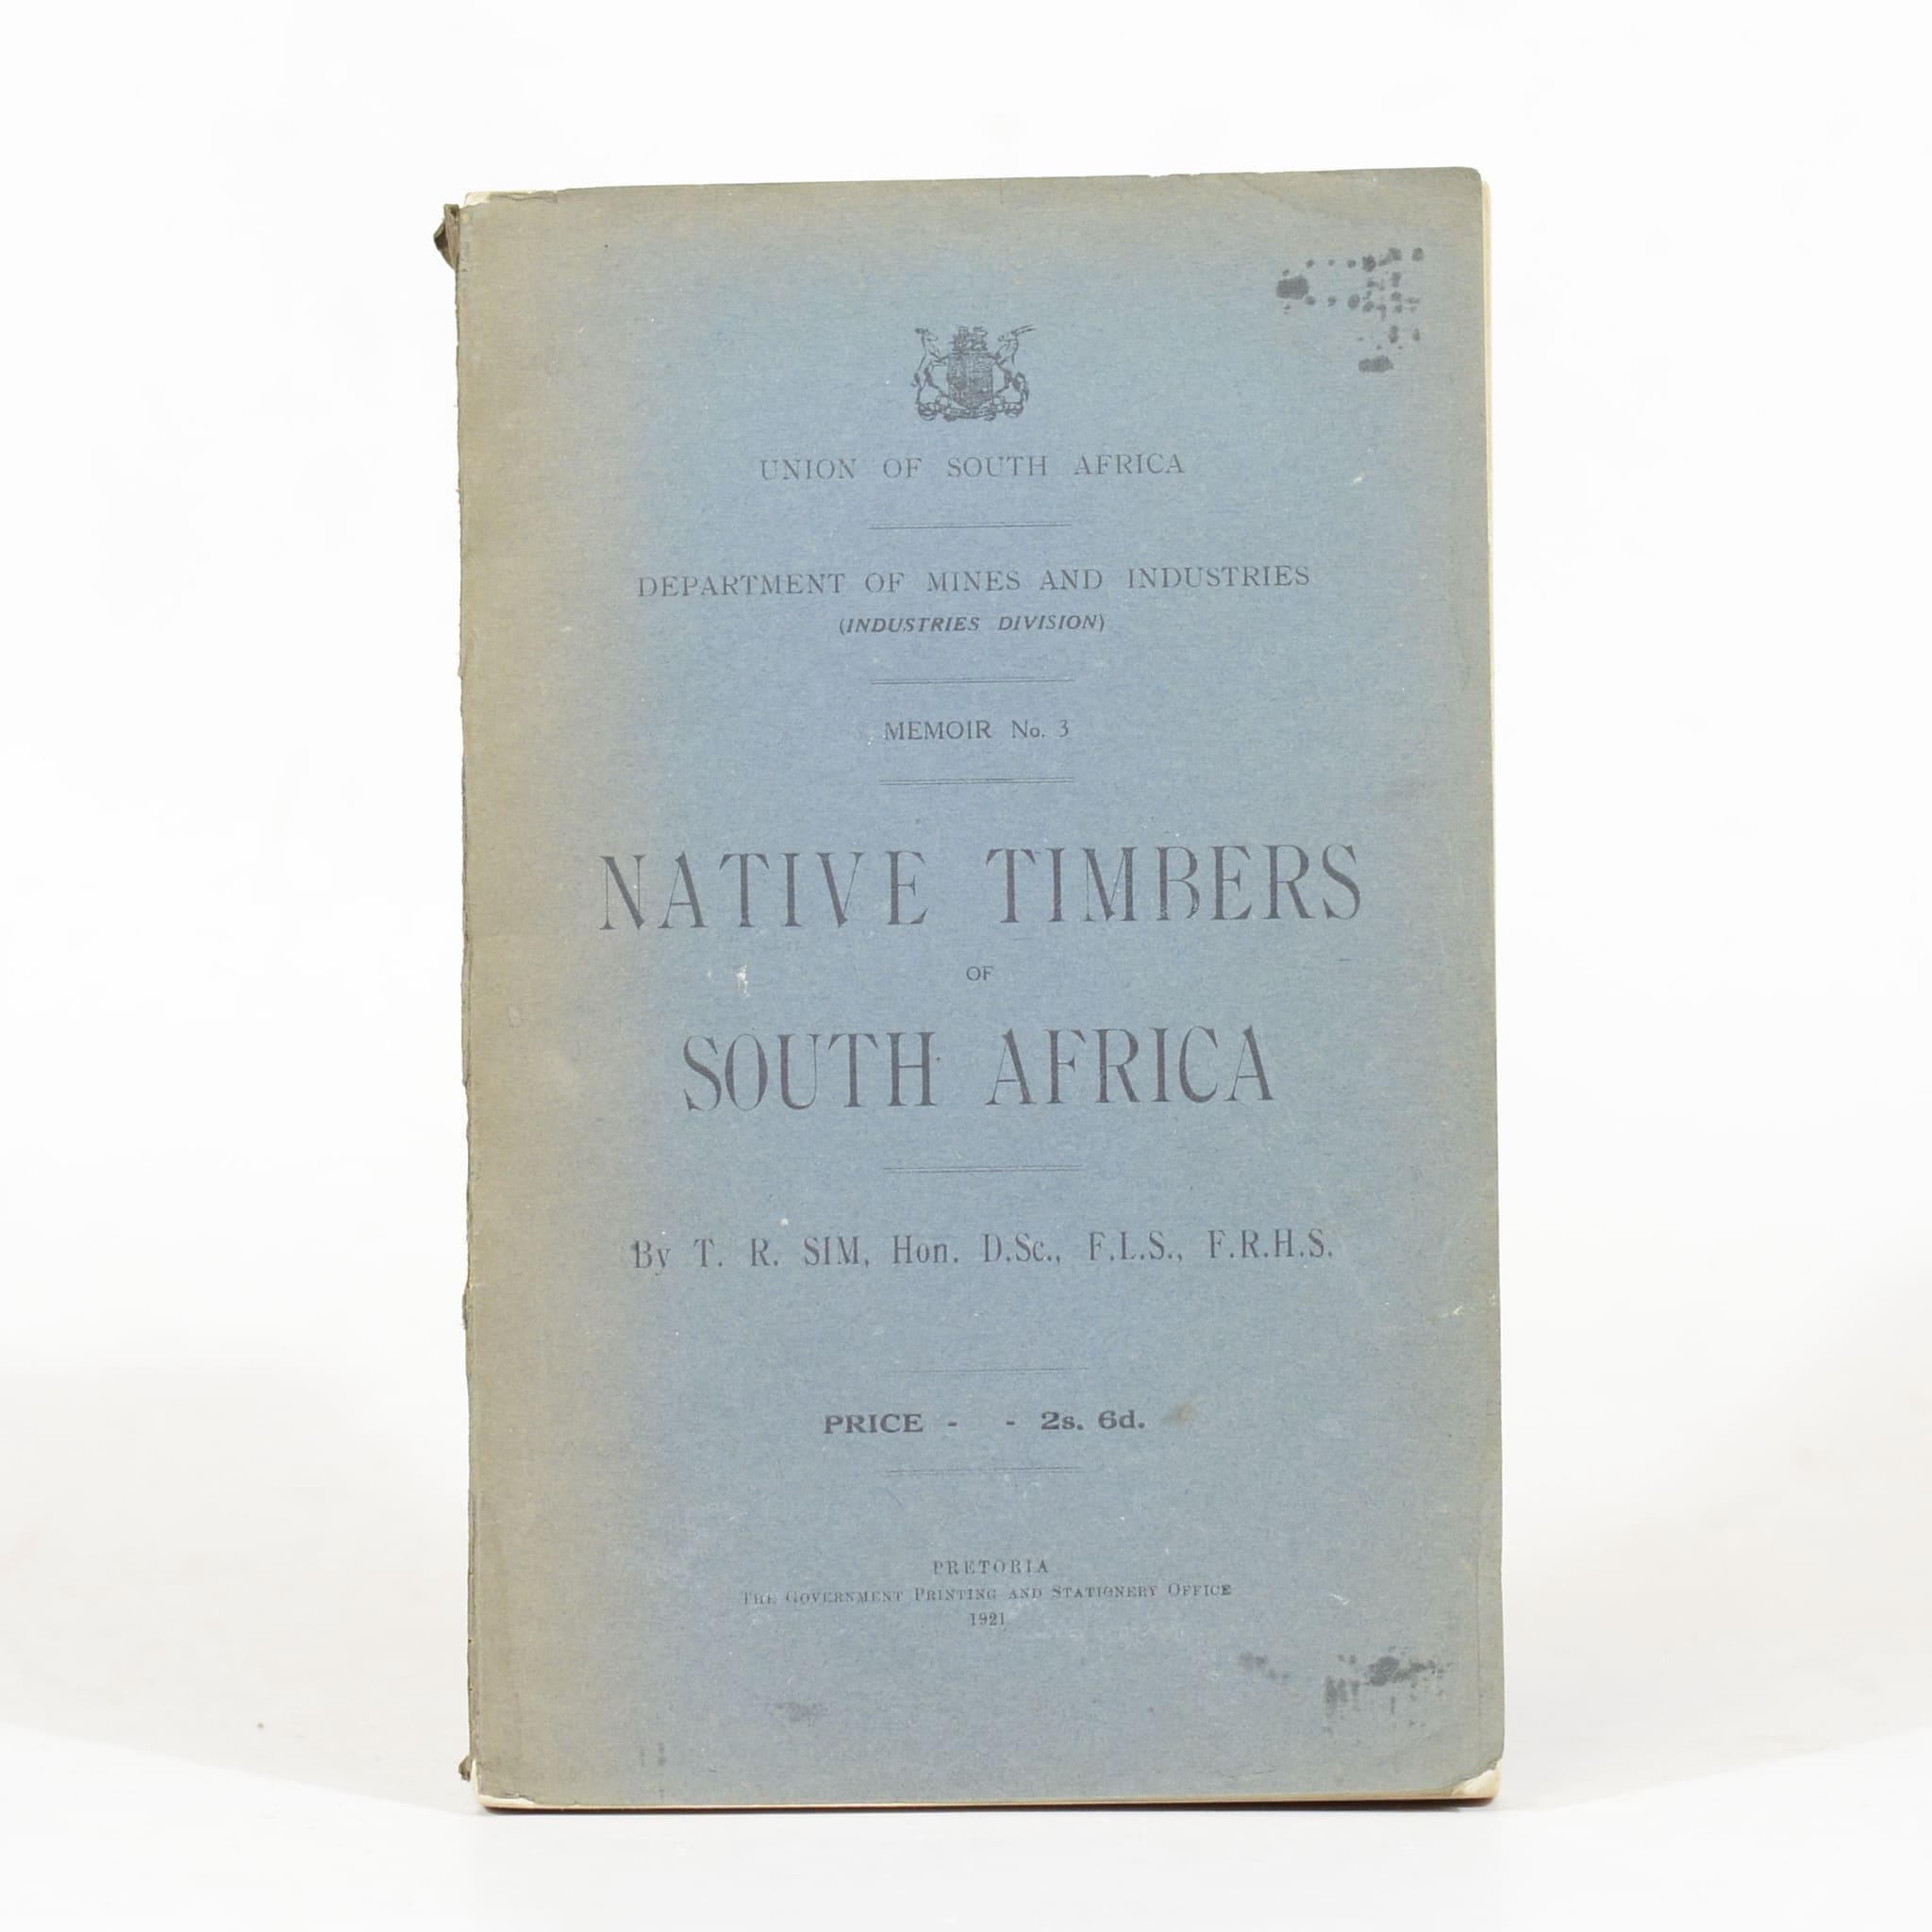 UNION OF SOUTH AFRICA
DEPARTMENT OF MINES AND INDUSTRIES
(INDUSTRIES DIVISION)
MEMOIR No. 3
NATIVE TIMBERS
OF
SOUTH AFRICA
By T. R. SIM, Hon. D.Sc., F.L.S., F.R.H.S.
PRICE - - 2s. 6d.
PRETORIA
THE GOVERNMENT PRINTING AND STATIONERY OFFICE
1921